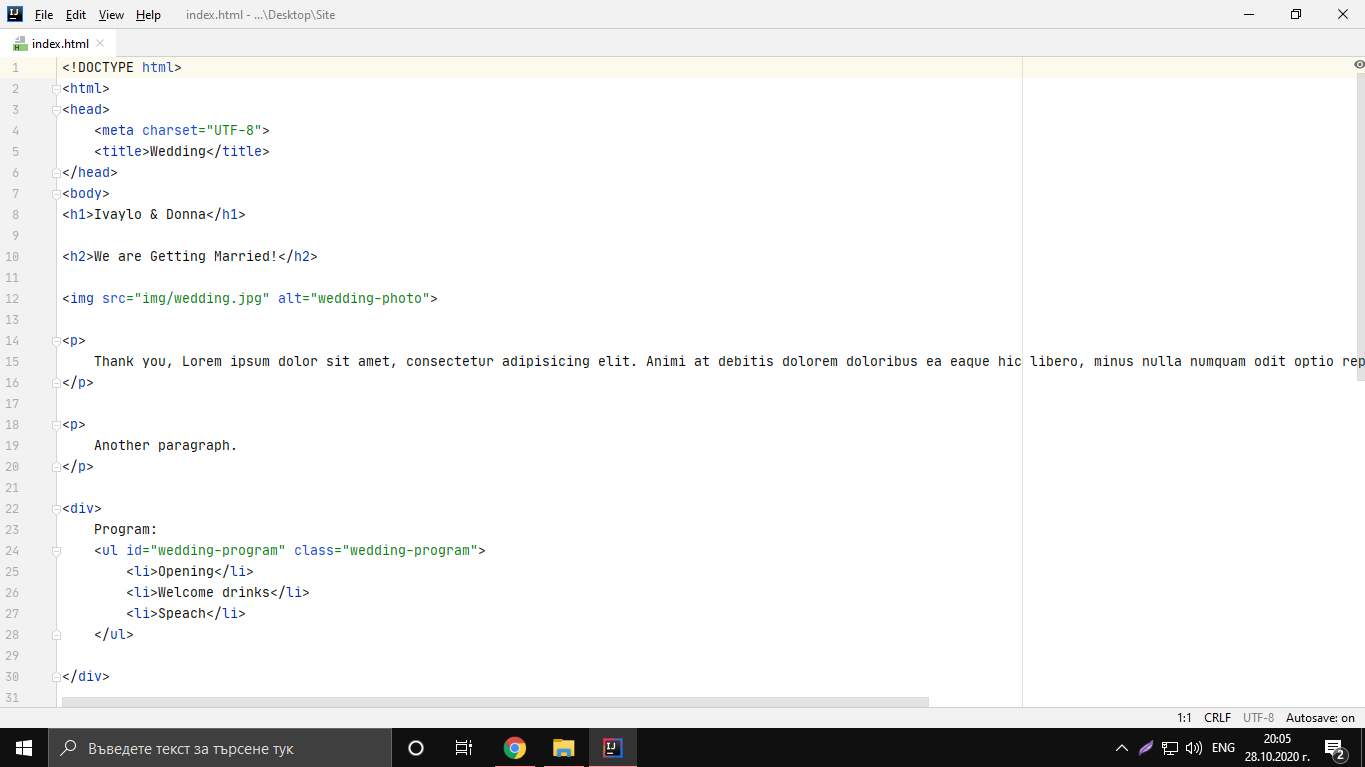 IJ File Edit View Help index.html - ...\Desktop\Site
H index.html
1 <!DOCTYPE html>
2 <html>
3 <head>
4     <meta charset="UTF-8">
5     <title>Wedding</title>
6 </head>
7 <body>
8 <h1>Ivaylo & Donna</h1>
9
10 <h2>We are Getting Married!</h2>
11
12 <img src="img/wedding.jpg" alt="wedding-photo">
13
14 <p>
15     Thank you, Lorem ipsum dolor sit amet, consectetur adipisicing elit. Animi at debitis dolorem doloribus ea eaque hic libero, minus nulla numquam odit optio rep
16 </p>
17
18 <p>
19     Another paragraph.
20 </p>
21
22 <div>
23     Program:
24     <ul id="wedding-program" class="wedding-program">
25         <li>Opening</li>
26         <li>Welcome drinks</li>
27         <li>Speach</li>
28     </ul>
29
30 </div>
31
1:1 CRLF UTF-8 Autosave: on
Въведете текст за търсене тук
IJ
ENG
20:05
28.10.2020 г.
2